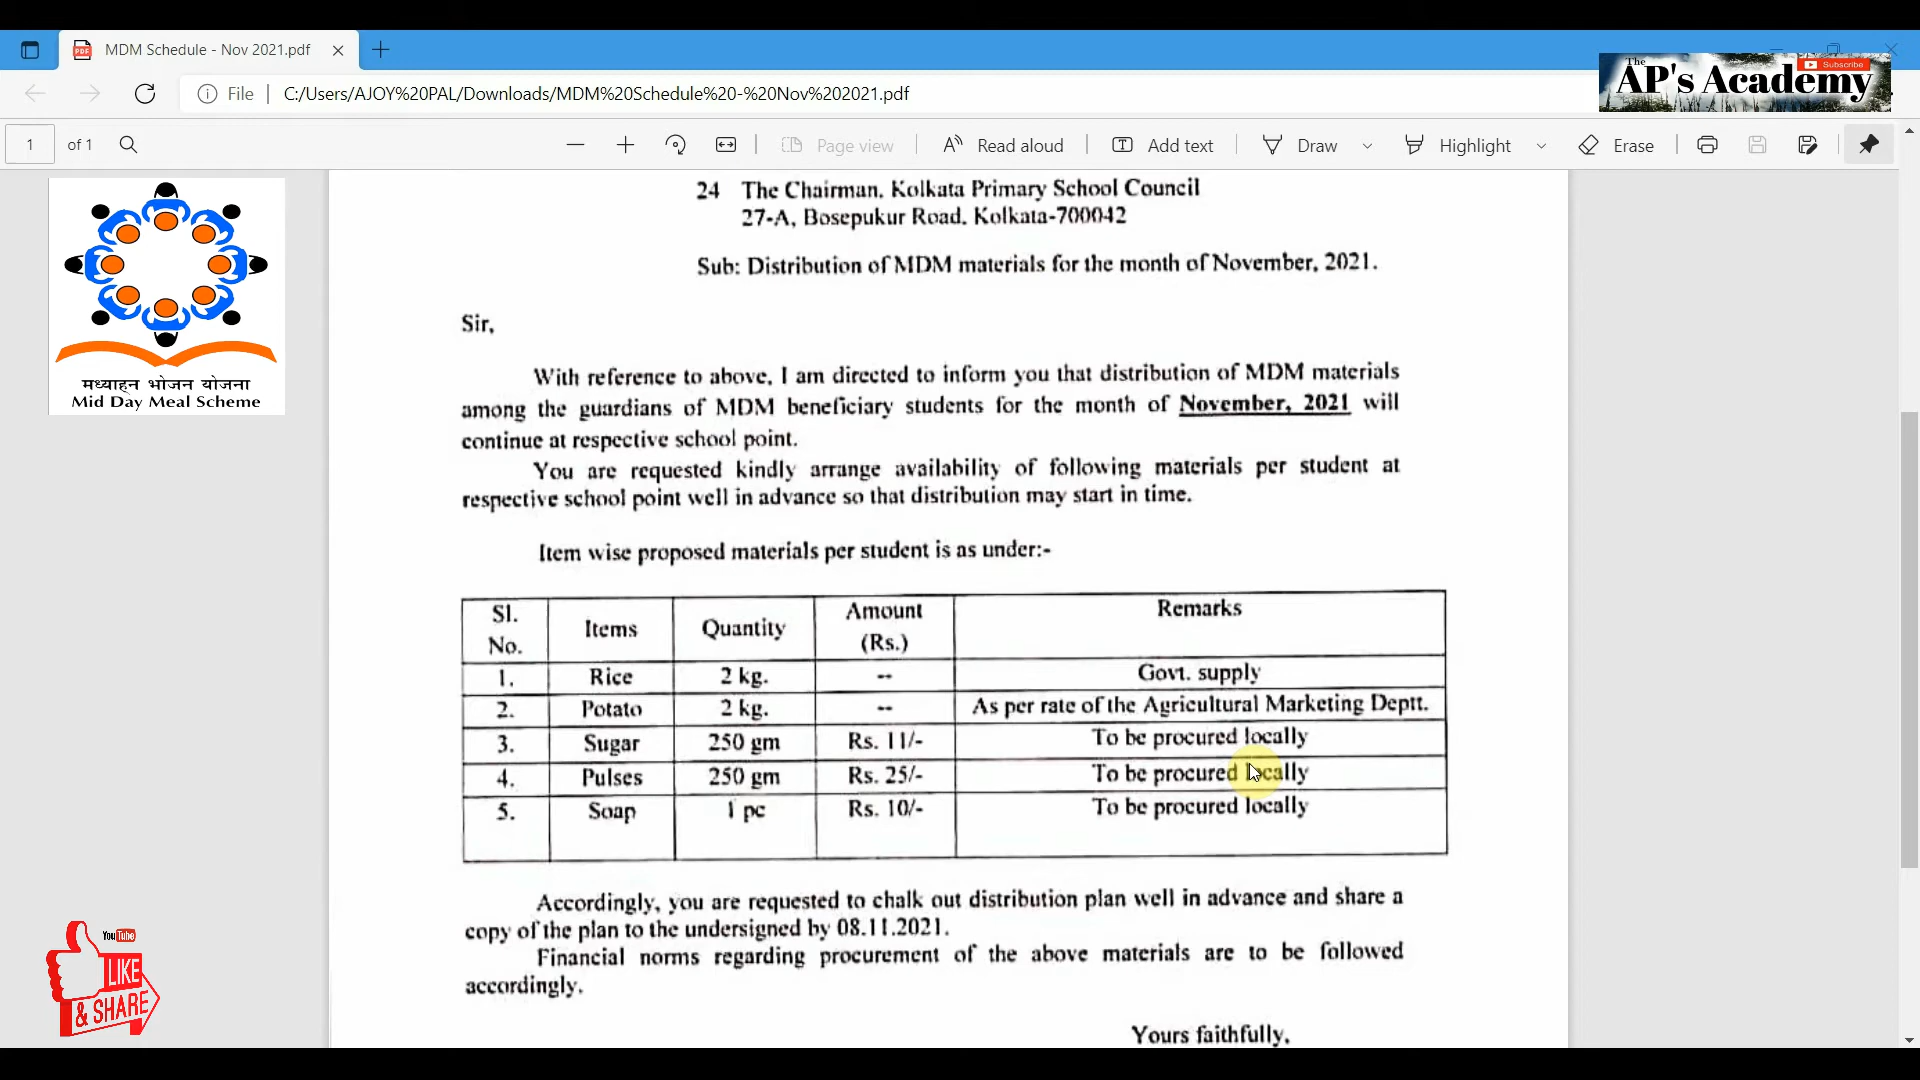 MDM Schedule - Nov 2021.pdf
File
C:/Users/AJOY%20PAL/Downloads/MDM%20Schedule%20-%20Nov%202021.pdf
The
AP's Academy
Subscribe
1 of 1
Page view
Read aloud
Add text
Draw
Highlight
Erase
मध्याहन भोजन योजना
Mid Day Meal Scheme
24 The Chairman. Kolkata Primary School Council
27-A, Bosepukur Road. Kolkata-700042
Sub: Distribution of MDM materials for the month of November, 2021.
Sir,
With reference to above, I am directed to inform you that distribution of MDM materials
among the guardians of MDM beneficiary students for the month of November, 2021 will
continue at respective school point.
You are requested kindly arrange availability of following materials per student at
respective school point well in advance so that distribution may start in time.
Item wise proposed materials per student is as under:-
Sl. No. Items Quantity Amount (Rs.) Remarks
1. Rice 2 kg. -- Govt. supply
2. Potato 2 kg. -- As per rate of the Agricultural Marketing Deptt.
3. Sugar 250 gm Rs. 11/- To be procured locally
4. Pulses 250 gm Rs. 25/- To be procured locally
5. Soap 1 pc Rs. 10/- To be procured locally
Accordingly, you are requested to chalk out distribution plan well in advance and share a
copy of the plan to the undersigned by 08.11.2021.
Financial norms regarding procurement of the above materials are to be followed
accordingly.
Yours faithfully,
YouTube
LIKE
& SHARE